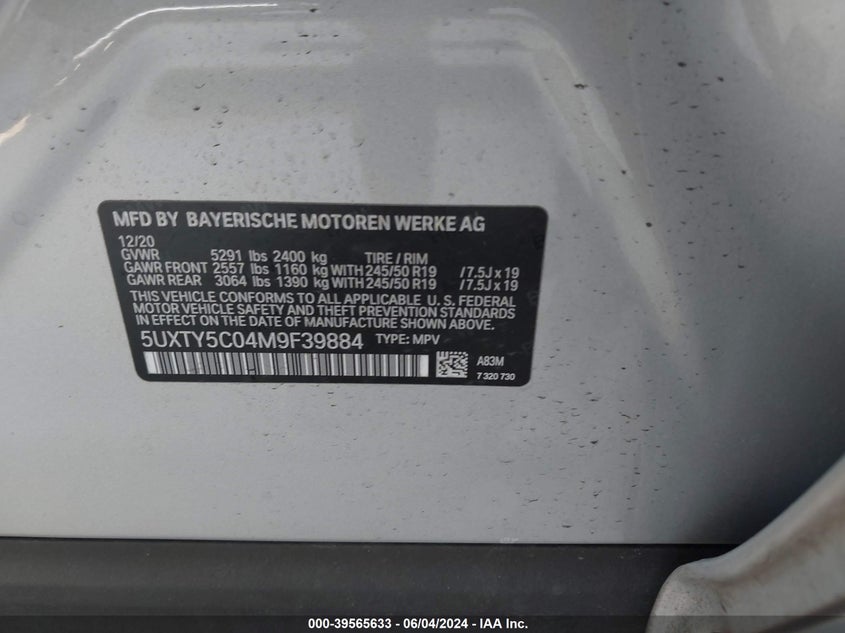 MFD BY BAYERISCHE MOTOREN WERKE AG
12/20
GVWR 5291 lbs 2400 kg TIRE / RIM
GAWR FRONT 2557 lbs 1160 kg WITH 245/50 R19 / 7.5J x 19
GAWR REAR 3064 lbs 1390 kg WITH 245/50 R19 / 7.5J x 19
THIS VEHICLE CONFORMS TO ALL APPLICABLE U. S. FEDERAL
MOTOR VEHICLE SAFETY AND THEFT PREVENTION STANDARDS
IN EFFECT ON THE DATE OF MANUFACTURE SHOWN ABOVE.
5UXTY5C04M9F39884 TYPE: MPV
A83M
7 320 730
000-39565633 / 06/04/2024 - IAA Inc.